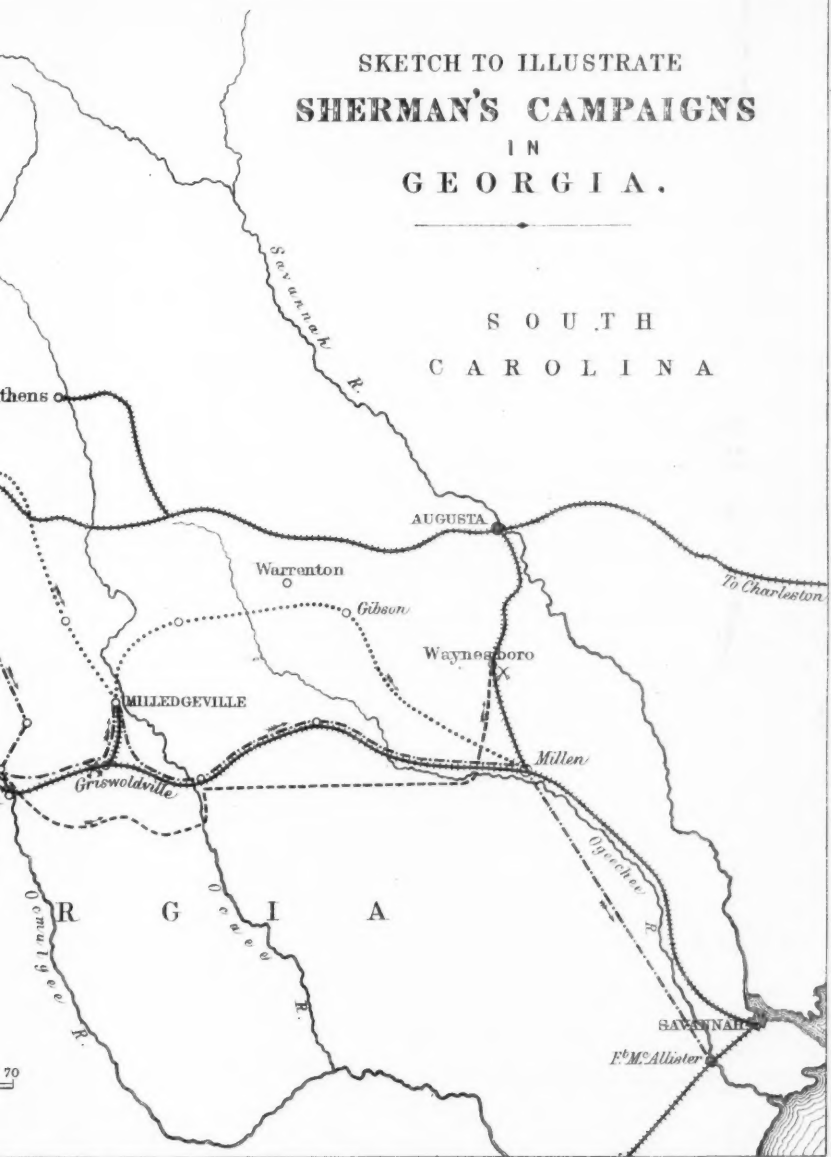 SKETCH TO ILLUSTRATE
SHERMAN'S CAMPAIGNS
IN
GEORGIA.
Savannah R.
SOUTH
CAROLINA
thens
AUGUSTA
To Charleston
Warrenton
Gibson
Waynesboro
MILLEDGEVILLE
Millen
Griswoldville
Ogeechee R.
RGIA
Ocmulgee R.
Oconee R.
SAVANNAH
Ft. McAllister
70